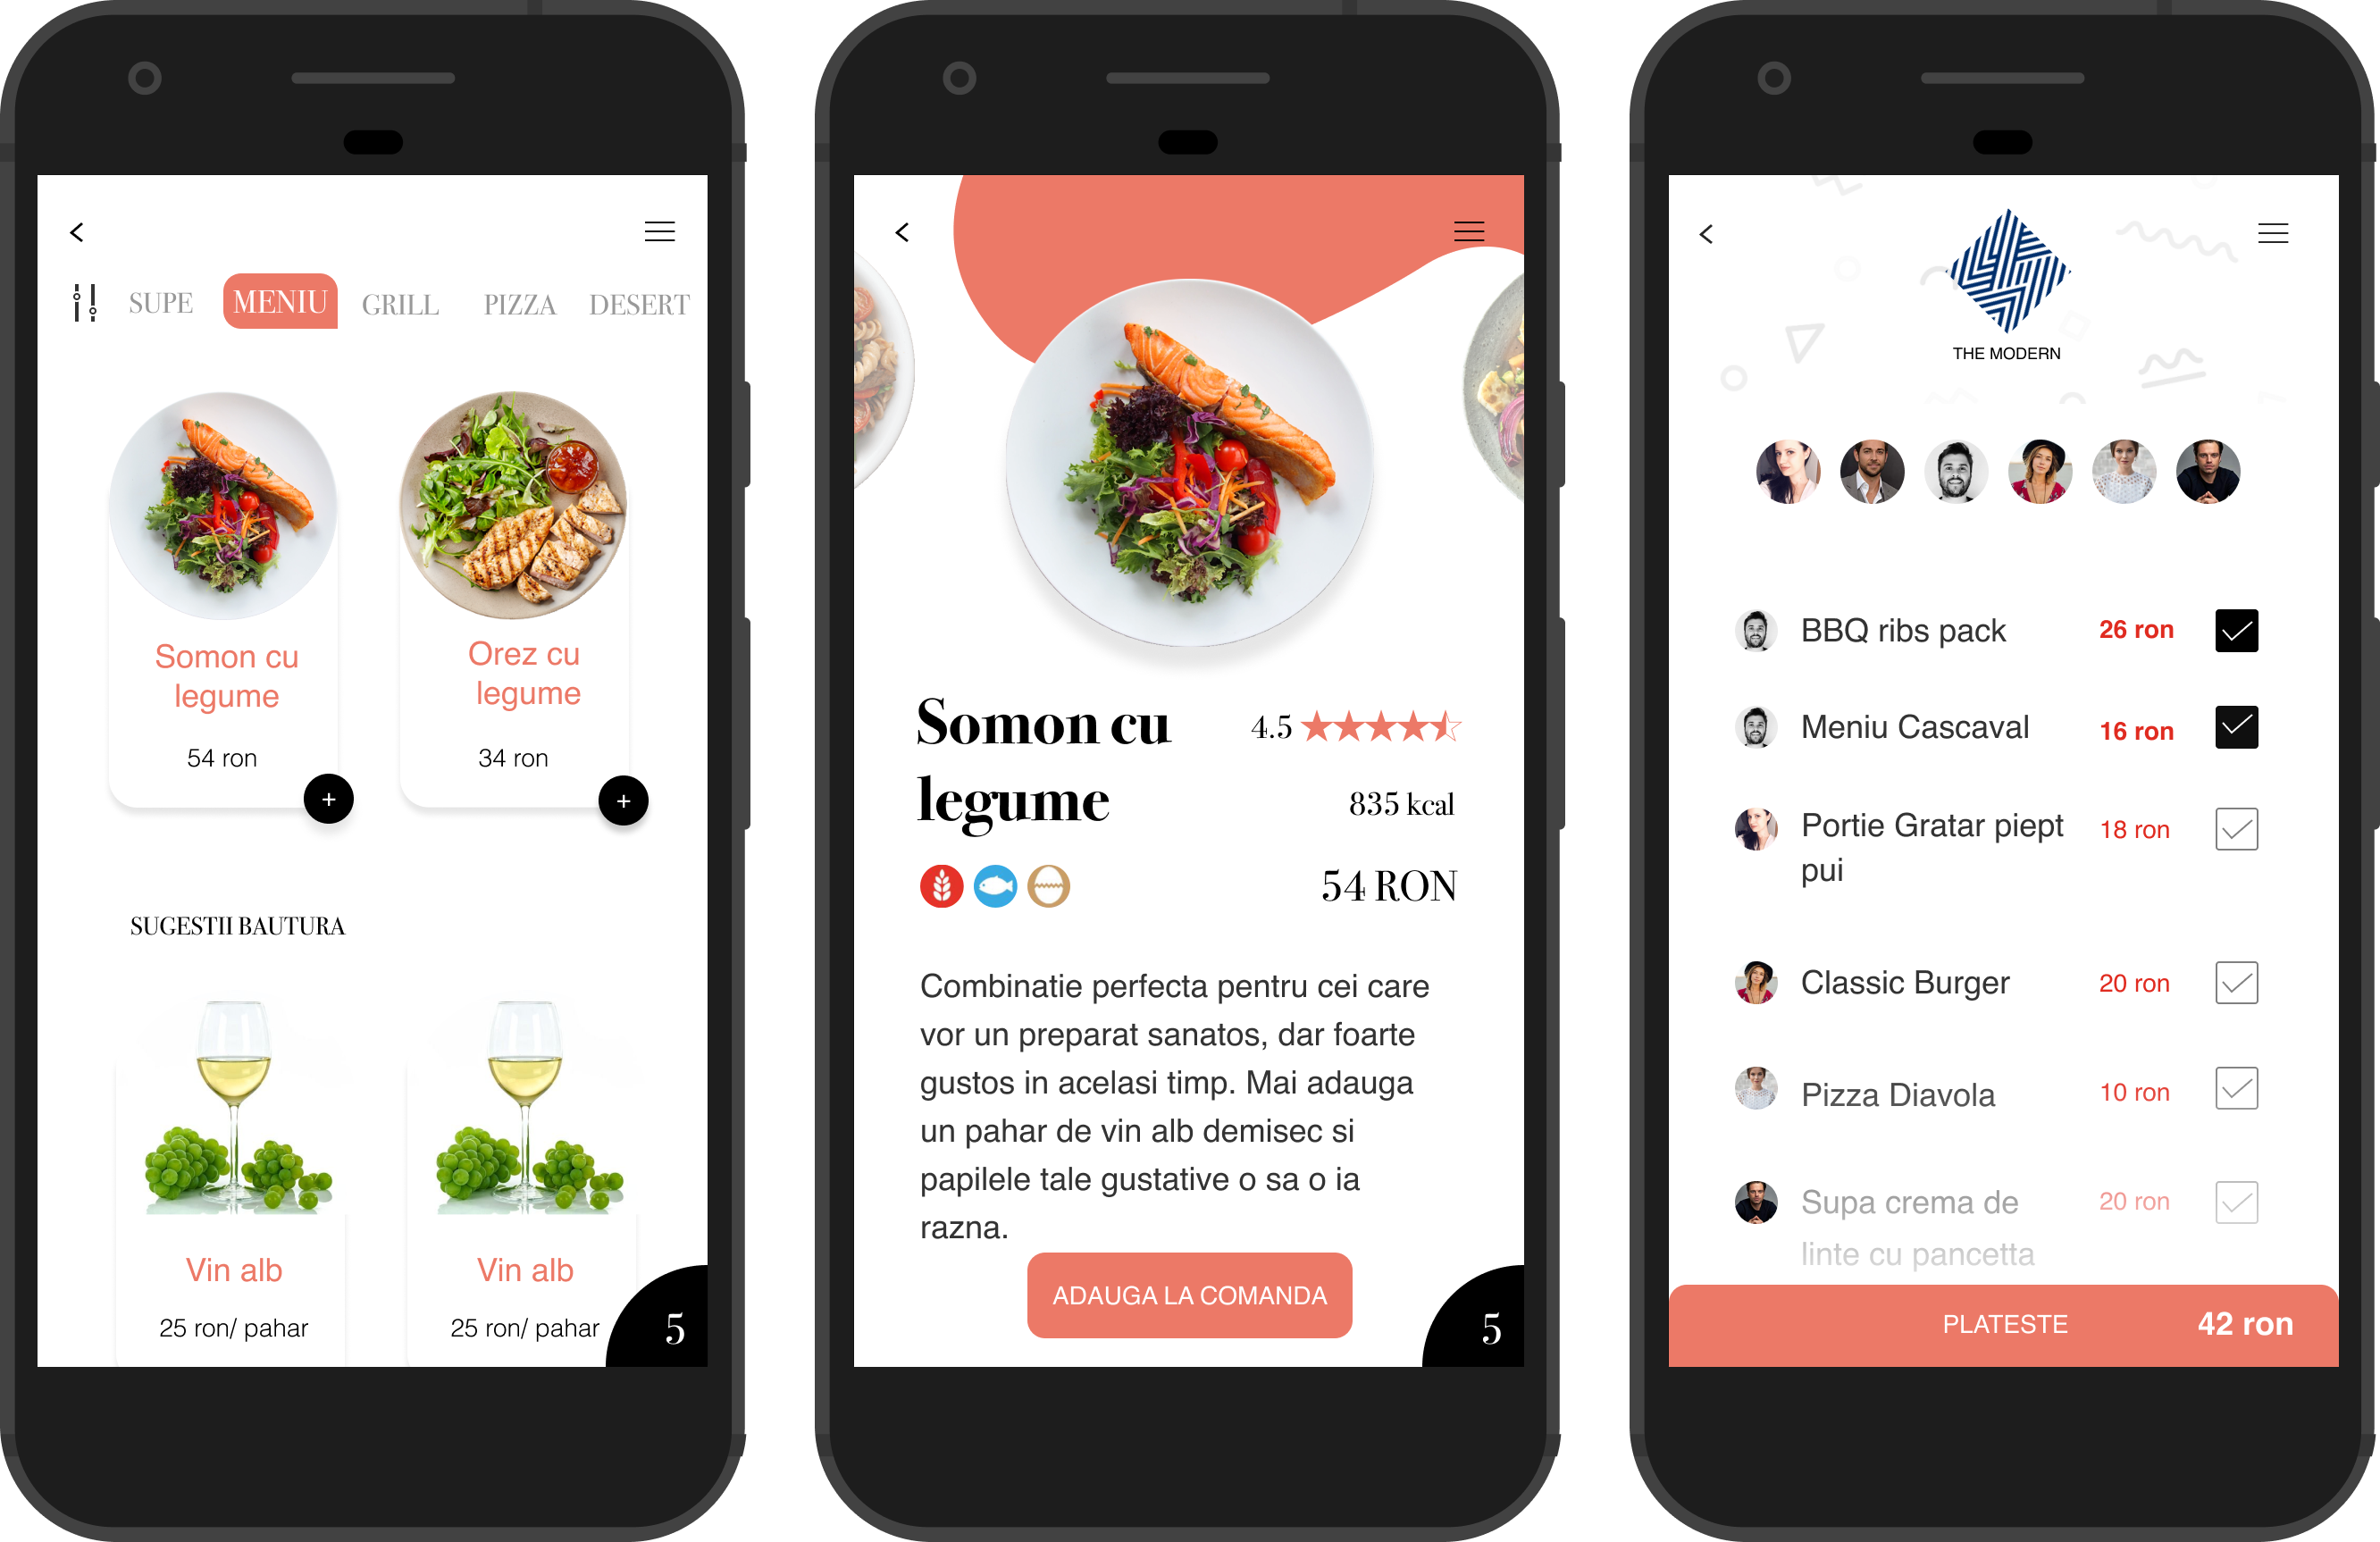 SUPE MENIU GRILL PIZZA DESERT
Somon cu
legume
54 ron
+
Orez cu
legume
34 ron
+
SUGESTII BAUTURA
Vin alb
25 ron/ pahar
Vin alb
25 ron/ pahar
5
Somon cu
legume
4.5
835 kcal
54 RON
Combinatie perfecta pentru cei care
vor un preparat sanatos, dar foarte
gustos in acelasi timp. Mai adauga
un pahar de vin alb demisec si
papilele tale gustative o sa o ia
razna.
ADAUGA LA COMANDA
5
THE MODERN
BBQ ribs pack 26 ron
Meniu Cascaval 16 ron
Portie Gratar piept 18 ron
pui
Classic Burger 20 ron
Pizza Diavola 10 ron
Supa crema de 20 ron
linte cu pancetta
PLATESTE 42 ron